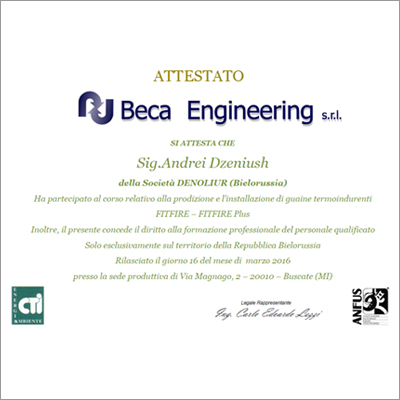 ATTESTATO
Beca Engineering s.r.l.
SI ATTESTA CHE
Sig.Andrei Dzeniush
della Società DENOLIUR (Bielorussia)
Ha partecipato al corso relativo alla prodizione e l'installazione di guaine termoindurenti
FITFIRE – FITFIRE Plus
Inoltre, il presente concede il diritto alla formazione professionale del personale qualificato
Solo esclusivamente sul territorio della Repubblica Bielorussia
Rilasciato il giorno 16 del mese di marzo 2016
presso la sede produttiva di Via Magnago, 2 – 20010 – Buscate (MI)
Legale Rappresentante
Ing. Carlo Edoardo Lezzi
ENERGIA
& AMBIENTE
CTI
ANFUS